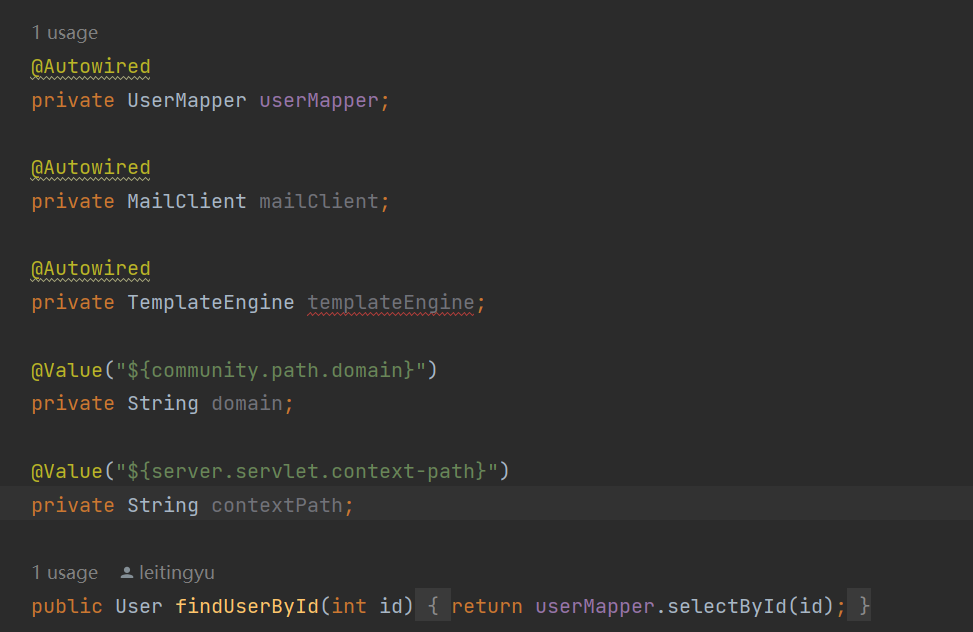 1 usage
@Autowired
private UserMapper userMapper;
@Autowired
private MailClient mailClient;
@Autowired
private TemplateEngine templateEngine;
@Value("${community.path.domain}")
private String domain;
@Value("${server.servlet.context-path}")
private String contextPath;
1 usage leitingyu
public User findUserById(int id) { return userMapper.selectById(id); }